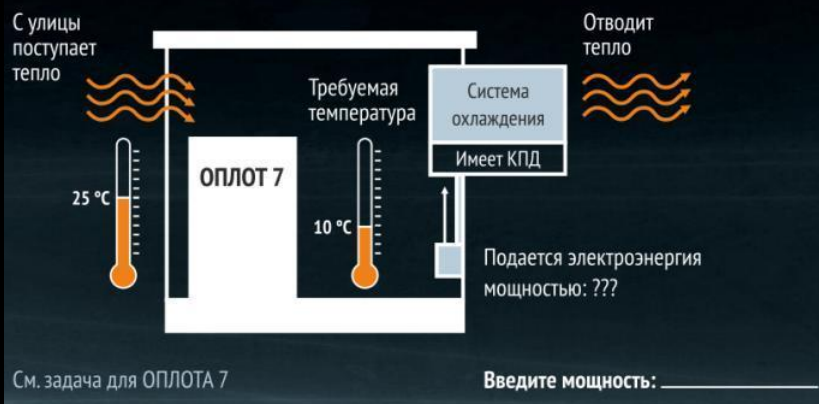 С улицы
поступает
тепло
Отводит
тепло
Требуемая
температура
Система
охлаждения
Имеет КПД
ОПЛОТ 7
25 °C
10 °C
Подается электроэнергия
мощностью: ???
См. задача для ОПЛОТА 7
Введите мощность: